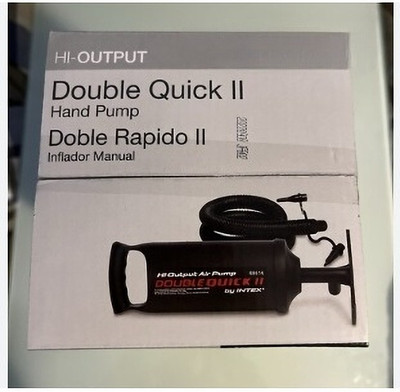 HI-OUTPUT
Double Quick II
Hand Pump
Doble Rapido II
Inflador Manual
Hi-Output Air Pump
DOUBLE QUICK II
by INTEX